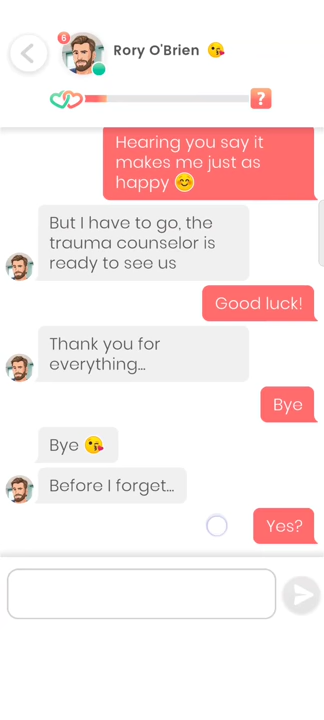 6
Rory O'Brien 😘
?
Hearing you say it
makes me just as
happy 😊
But I have to go, the
trauma counselor is
ready to see us
Good luck!
Thank you for
everything...
Bye
Bye 😘
Before I forget...
Yes?